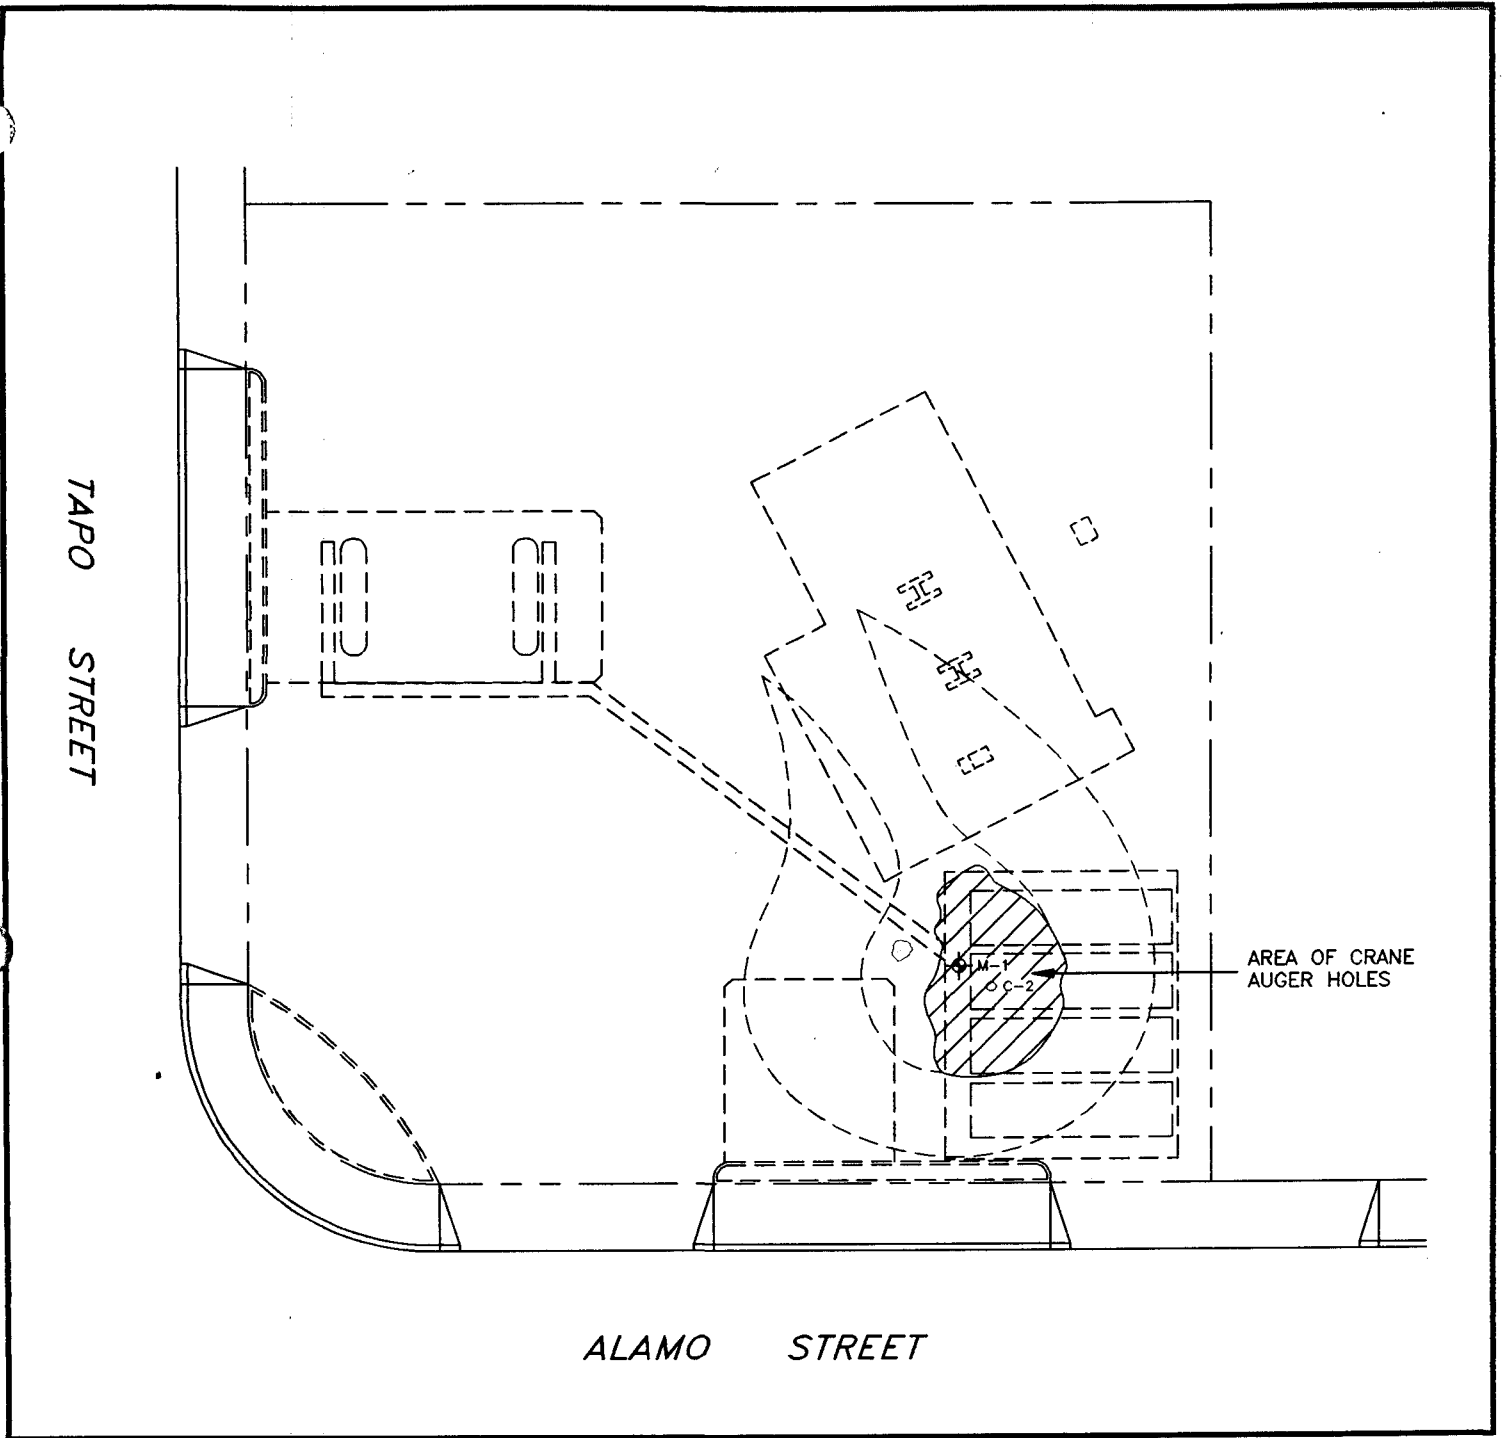 TAPO STREET
AREA OF CRANE
AUGER HOLES
M-1
C-2
ALAMO STREET